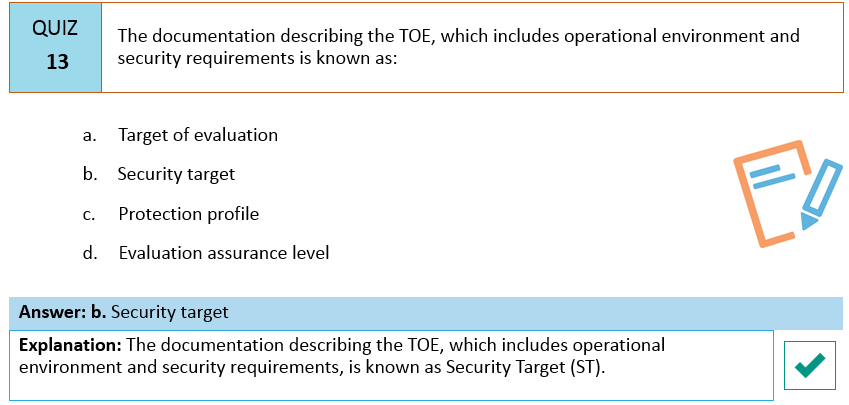 QUIZ
13
The documentation describing the TOE, which includes operational environment and
security requirements is known as:
a. Target of evaluation
b. Security target
c. Protection profile
d. Evaluation assurance level
Answer: b. Security target
Explanation: The documentation describing the TOE, which includes operational
environment and security requirements, is known as Security Target (ST).